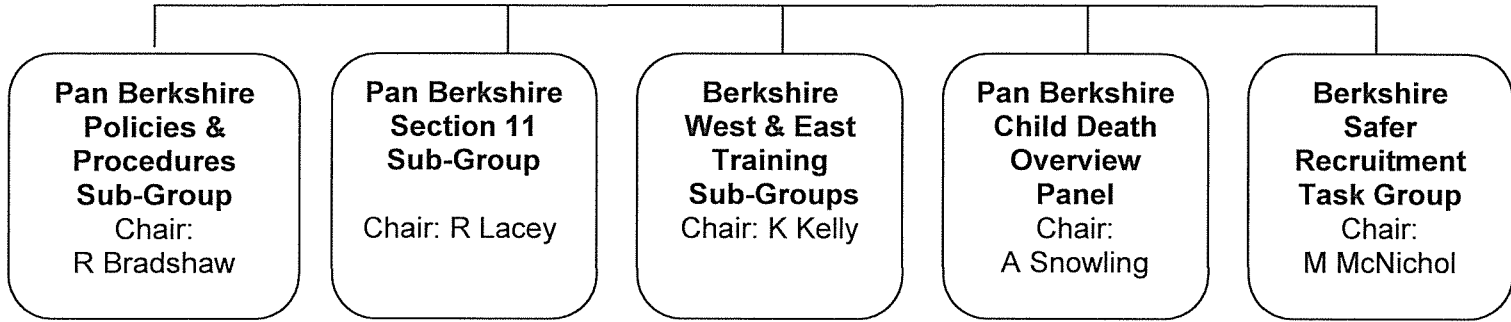 Pan Berkshire
Policies &
Procedures
Sub-Group
Chair:
R Bradshaw
Pan Berkshire
Section 11
Sub-Group
Chair: R Lacey
Berkshire
West & East
Training
Sub-Groups
Chair: K Kelly
Pan Berkshire
Child Death
Overview
Panel
Chair:
A Snowling
Berkshire
Safer
Recruitment
Task Group
Chair:
M McNichol